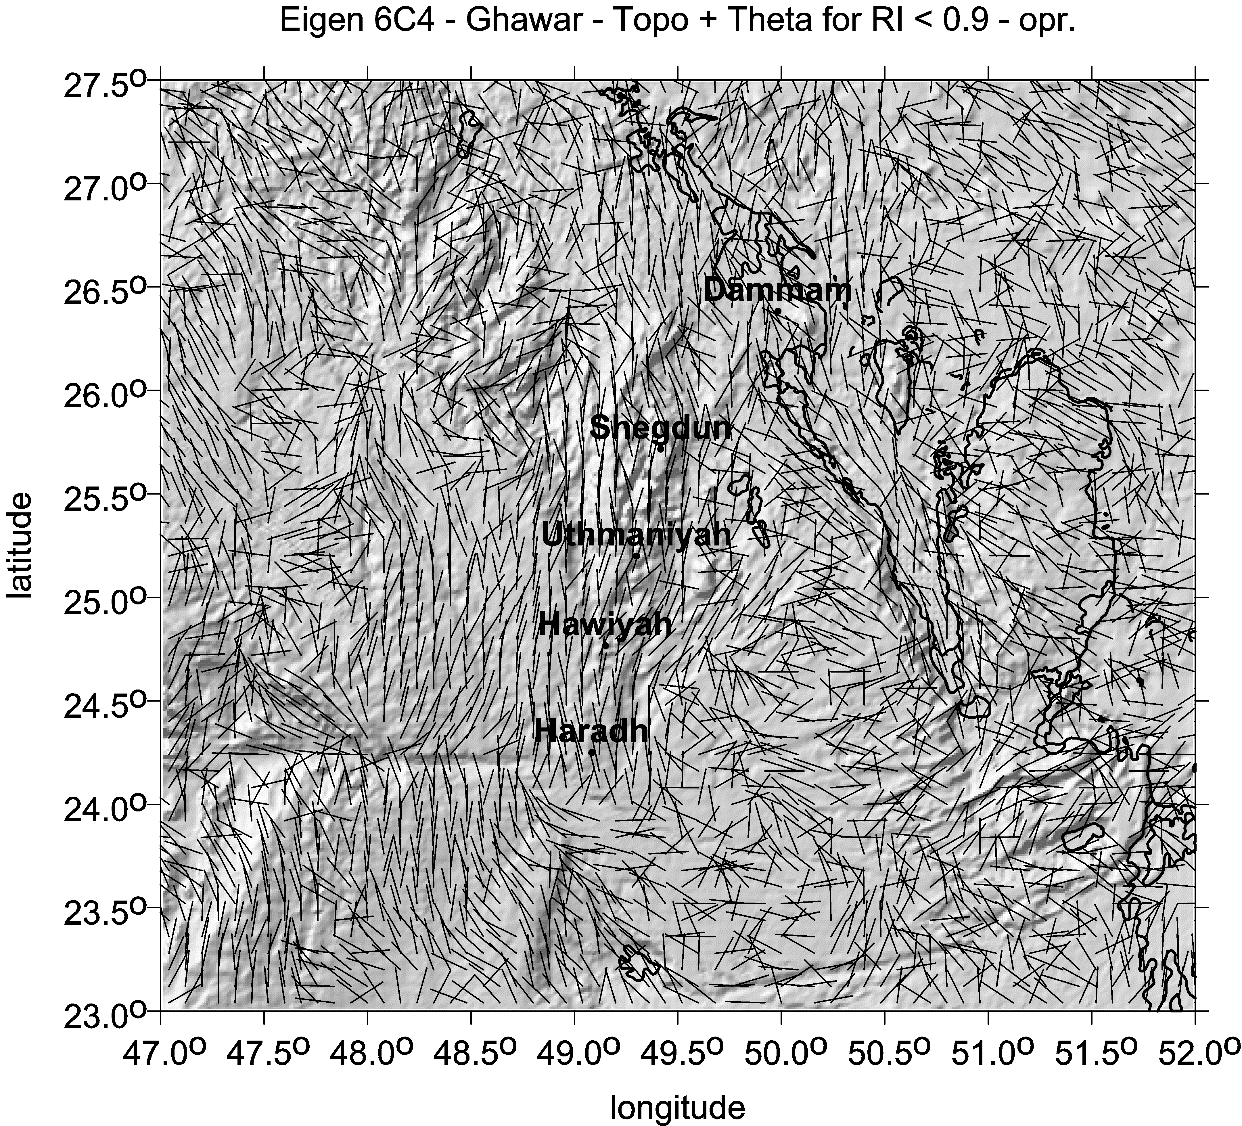 Eigen 6C4 - Ghawar - Topo + Theta for RI < 0.9 - opr.
27.5o
27.0o
26.5o
26.0o
25.5o
25.0o
24.5o
24.0o
23.5o
23.0o
latitude
Dammam
Shegdun
Uthmaniyah
Hawiyah
Haradh
47.0o 47.5o 48.0o 48.5o 49.0o 49.5o 50.0o 50.5o 51.0o 51.5o 52.0o
longitude